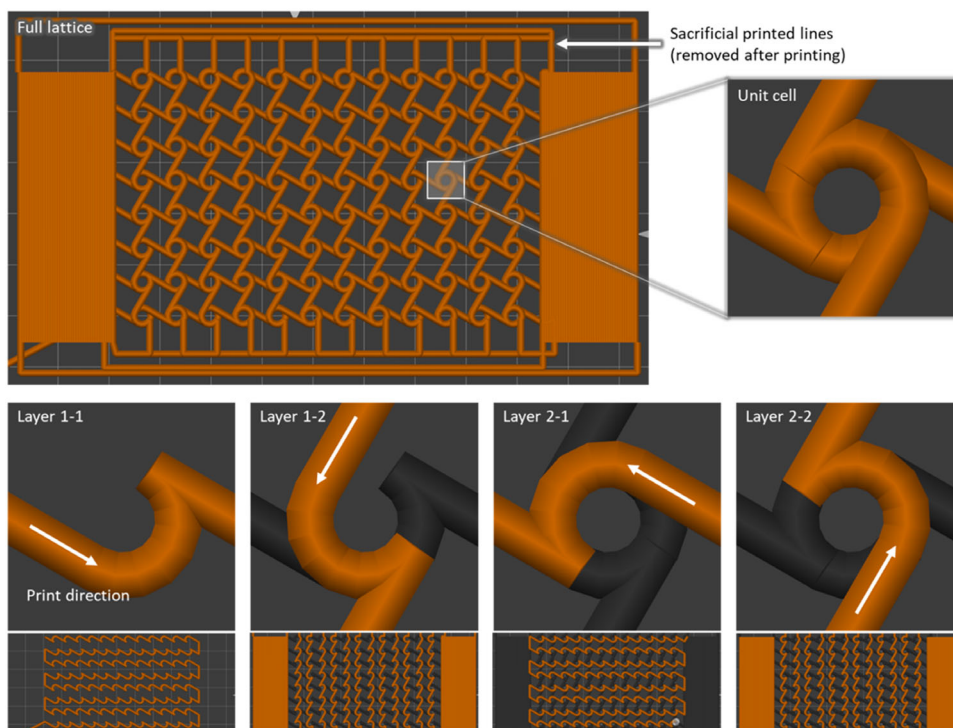 Full lattice
Sacrificial printed lines
(removed after printing)
Unit cell
Layer 1-1
Layer 1-2
Layer 2-1
Layer 2-2
Print direction